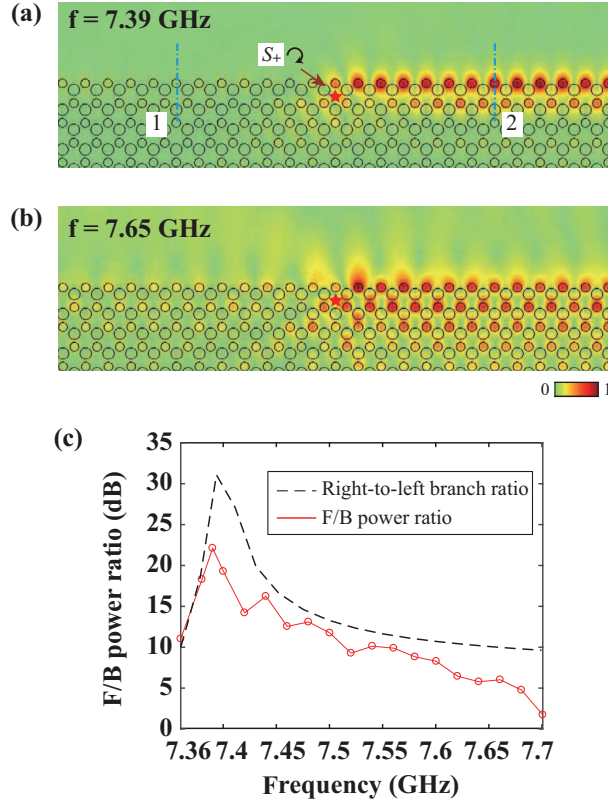 (a)
f = 7.39 GHz
S+
1
2
(b)
f = 7.65 GHz
0 1
(c)
F/B power ratio (dB)
35
30
25
20
15
10
5
0
Right-to-left branch ratio
F/B power ratio
7.36 7.4 7.45 7.5 7.55 7.6 7.65 7.7
Frequency (GHz)